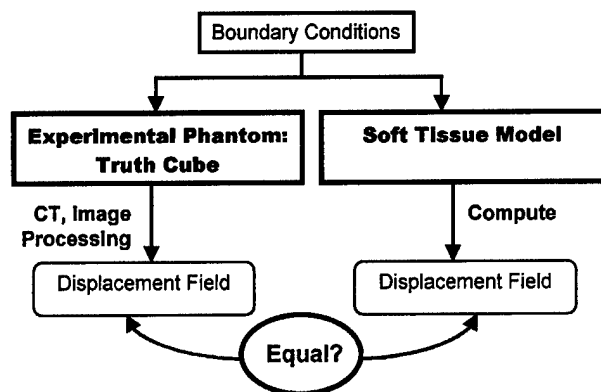 Boundary Conditions
Experimental Phantom:
Truth Cube
Soft Tissue Model
CT, Image
Processing
Compute
Displacement Field
Displacement Field
Equal?